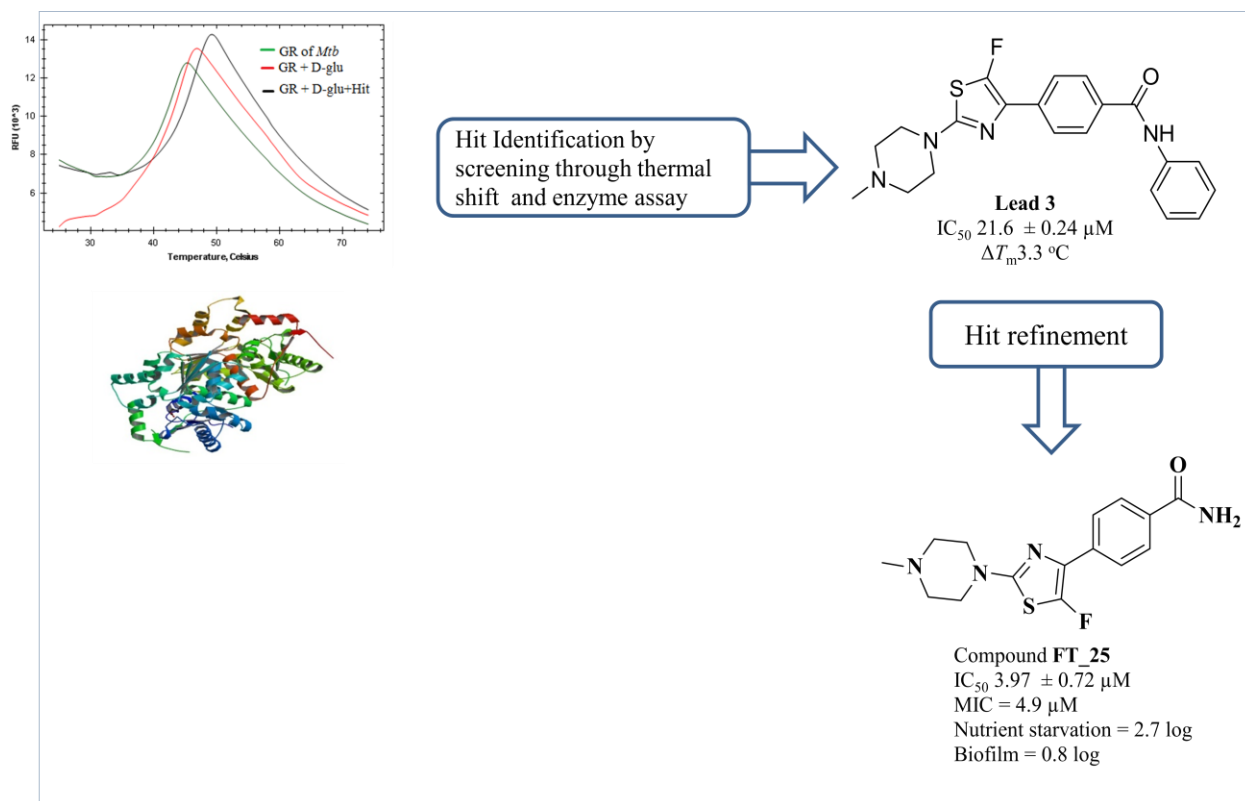 14
12
10
8
6
RFU (10^3)
30
40
50
60
70
Temperature, Celsius
GR of Mtb
GR + D-glu
GR + D-glu+Hit
Hit Identification by
screening through thermal
shift and enzyme assay
F
S
N
N
N
O
NH
Lead 3
IC50 21.6 ± 0.24 µM
ΔTm3.3 oC
Hit refinement
O
NH2
N
N
N
S
F
Compound FT_25
IC50 3.97 ± 0.72 µM
MIC = 4.9 µM
Nutrient starvation = 2.7 log
Biofilm = 0.8 log